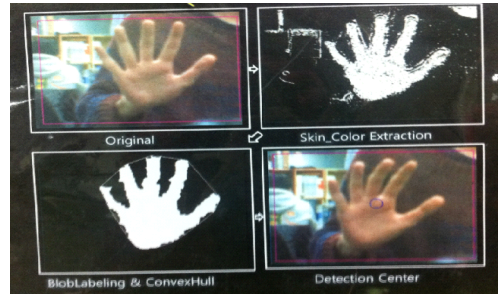 Original
Skin_Color Extraction
BlobLabeling & ConvexHull
Detection Center